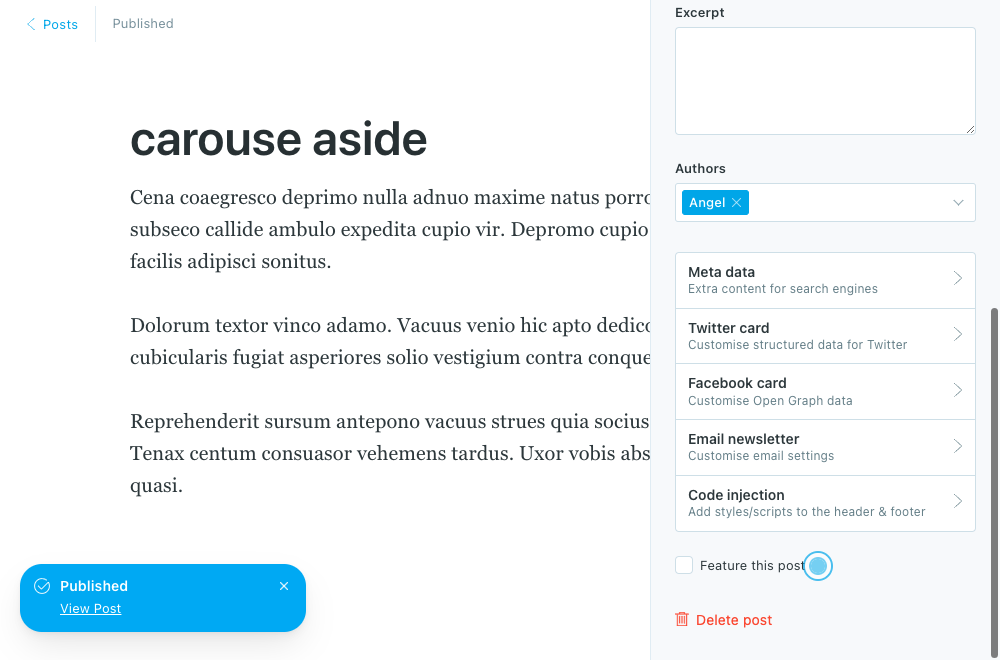 Posts
Published
carouse aside
Cena coaegresco deprimo nulla adnuo maxime natus porro
subseco callide ambulo expedita cupio vir. Depromo cupio
facilis adipisci sonitus.
Dolorum textor vinco adamo. Vacuus venio hic apto dedico
cubicularis fugiat asperiores solio vestigium contra conque
Reprehenderit sursum antepono vacuus strues quia socius
Tenax centum consuasor vehemens tardus. Uxor vobis abs
quasi.
Published
View Post
Excerpt
Authors
Angel
Meta data
Extra content for search engines
Twitter card
Customise structured data for Twitter
Facebook card
Customise Open Graph data
Email newsletter
Customise email settings
Code injection
Add styles/scripts to the header & footer
Feature this post
Delete post